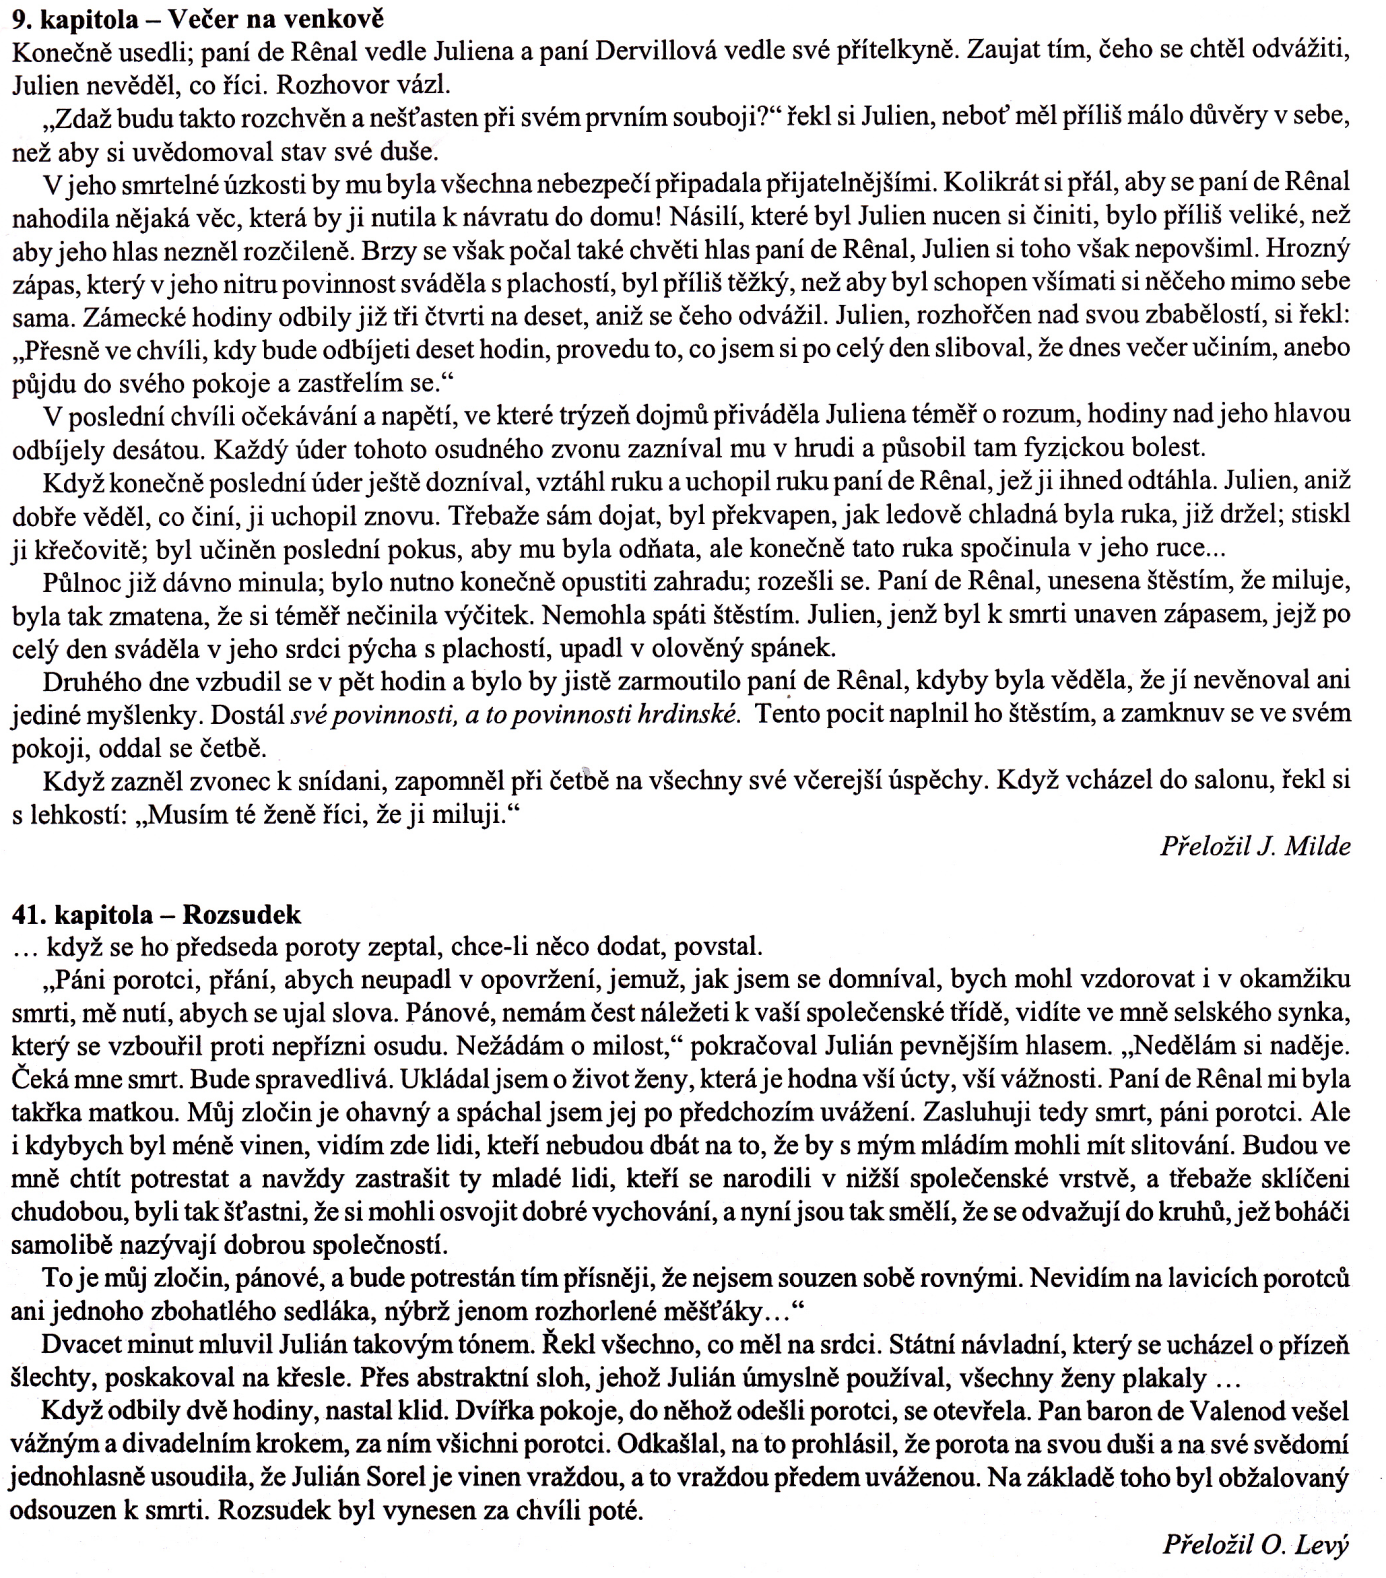 9. kapitola – Večer na venkově
Konečně usedli; paní de Rênal vedle Juliena a paní Dervillová vedle své přítelkyně. Zaujat tím, čeho se chtěl odvážiti,
Julien nevěděl, co říci. Rozhovor vázl.
„Zdaž budu takto rozchvěn a nešťasten při svém prvním souboji?“ řekl si Julien, neboť měl příliš málo důvěry v sebe,
než aby si uvědomoval stav své duše.
V jeho smrtelné úzkosti by mu byla všechna nebezpečí připadala přijatelnějšími. Kolikrát si přál, aby se paní de Rênal
nahodila nějaká věc, která by ji nutila k návratu do domu! Násilí, které byl Julien nucen si činiti, bylo příliš veliké, než
aby jeho hlas nezněl rozčileně. Brzy se však počal také chvěti hlas paní de Rênal, Julien si toho však nepovšiml. Hrozný
zápas, který v jeho nitru povinnost sváděla s plachostí, byl příliš těžký, než aby byl schopen všímati si něčeho mimo sebe
sama. Zámecké hodiny odbily již tři čtvrti na deset, aniž se čeho odvážil. Julien, rozhořčen nad svou zbabělostí, si řekl:
„Přesně ve chvíli, kdy bude odbíjeti deset hodin, provedu to, co jsem si po celý den sliboval, že dnes večer učiním, anebo
půjdu do svého pokoje a zastřelím se.“
V poslední chvíli očekávání a napětí, ve které trýzeň dojmů přiváděla Juliena téměř o rozum, hodiny nad jeho hlavou
odbíjely desátou. Každý úder tohoto osudného zvonu zazníval mu v hrudi a působil tam fyzickou bolest.
Když konečně poslední úder ještě dozníval, vztáhl ruku a uchopil ruku paní de Rênal, jež ji ihned odtáhla. Julien, aniž
dobře věděl, co činí, ji uchopil znovu. Třebaže sám dojat, byl překvapen, jak ledově chladná byla ruka, již držel; stiskl
ji křečovitě; byl učiněn poslední pokus, aby mu byla odňata, ale konečně tato ruka spočinula v jeho ruce...
Půlnoc již dávno minula; bylo nutno konečně opustiti zahradu; rozešli se. Paní de Rênal, unesena štěstím, že miluje,
byla tak zmatena, že si téměř nečinila výčitek. Nemohla spáti štěstím. Julien, jenž byl k smrti unaven zápasem, jejž po
celý den sváděla v jeho srdci pýcha s plachostí, upadl v olověný spánek.
Druhého dne vzbudil se v pět hodin a bylo by jistě zarmoutilo paní de Rênal, kdyby byla věděla, že jí nevěnoval ani
jediné myšlenky. Dostál své povinnosti, a to povinnosti hrdinské. Tento pocit naplnil ho štěstím, a zamknuv se ve svém
pokoji, oddal se četbě.
Když zazněl zvonec k snídani, zapomněl při četbě na všechny své včerejší úspěchy. Když vcházel do salonu, řekl si
s lehkostí: „Musím té ženě říci, že ji miluji.“
Přeložil J. Milde
41. kapitola – Rozsudek
… když se ho předseda poroty zeptal, chce-li něco dodat, povstal.
„Páni porotci, přání, abych neupadl v opovržení, jemuž, jak jsem se domníval, bych mohl vzdorovat i v okamžiku
smrti, mě nutí, abych se ujal slova. Pánové, nemám čest náležeti k vaší společenské třídě, vidíte ve mně selského synka,
který se vzbouřil proti nepřízni osudu. Nežádám o milost,“ pokračoval Julián pevnějším hlasem. „Nedělám si naděje.
Čeká mne smrt. Bude spravedlivá. Ukládal jsem o život ženy, která je hodna vší úcty, vší vážnosti. Paní de Rênal mi byla
takřka matkou. Můj zločin je ohavný a spáchal jsem jej po předchozím uvážení. Zasluhuji tedy smrt, páni porotci. Ale
i kdybych byl méně vinen, vidím zde lidi, kteří nebudou dbát na to, že by s mým mládím mohli mít slitování. Budou ve
mně chtít potrestat a navždy zastrašit ty mladé lidi, kteří se narodili v nižší společenské vrstvě, a třebaže sklíčeni
chudobou, byli tak šťastni, že si mohli osvojit dobré vychování, a nyní jsou tak smělí, že se odvažují do kruhů, jež boháči
samolibě nazývají dobrou společností.
To je můj zločin, pánové, a bude potrestán tím přísněji, že nejsem souzen sobě rovnými. Nevidím na lavicích porotců
ani jednoho zbohatlého sedláka, nýbrž jenom rozhorlené měšťáky…“
Dvacet minut mluvil Julián takovým tónem. Řekl všechno, co měl na srdci. Státní návladní, který se ucházel o přízeň
šlechty, poskakoval na křesle. Přes abstraktní sloh, jehož Julián úmyslně používal, všechny ženy plakaly …
Když odbily dvě hodiny, nastal klid. Dvířka pokoje, do něhož odešli porotci, se otevřela. Pan baron de Valenod vešel
vážným a divadelním krokem, za ním všichni porotci. Odkašlal, na to prohlásil, že porota na svou duši a na své svědomí
jednohlasně usoudila, že Julián Sorel je vinen vraždou, a to vraždou předem uváženou. Na základě toho byl obžalovaný
odsouzen k smrti. Rozsudek byl vynesen za chvíli poté.
Přeložil O. Levý